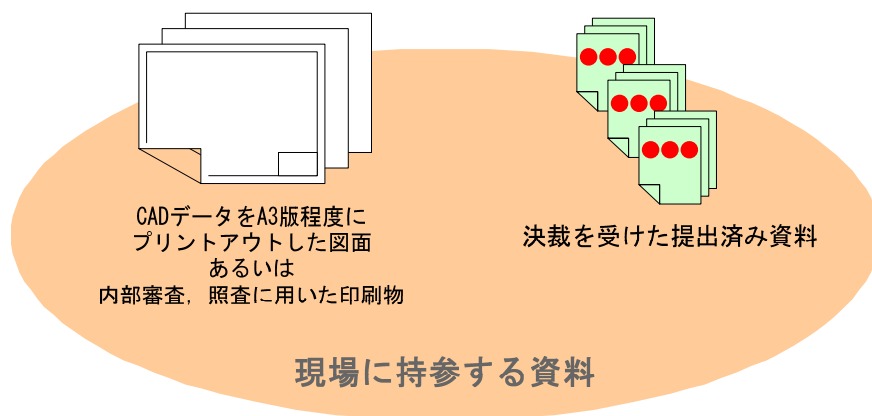 CADデータをA3版程度に
プリントアウトした図面
あるいは
内部審査，照査に用いた印刷物
決裁を受けた提出済み資料
現場に持参する資料